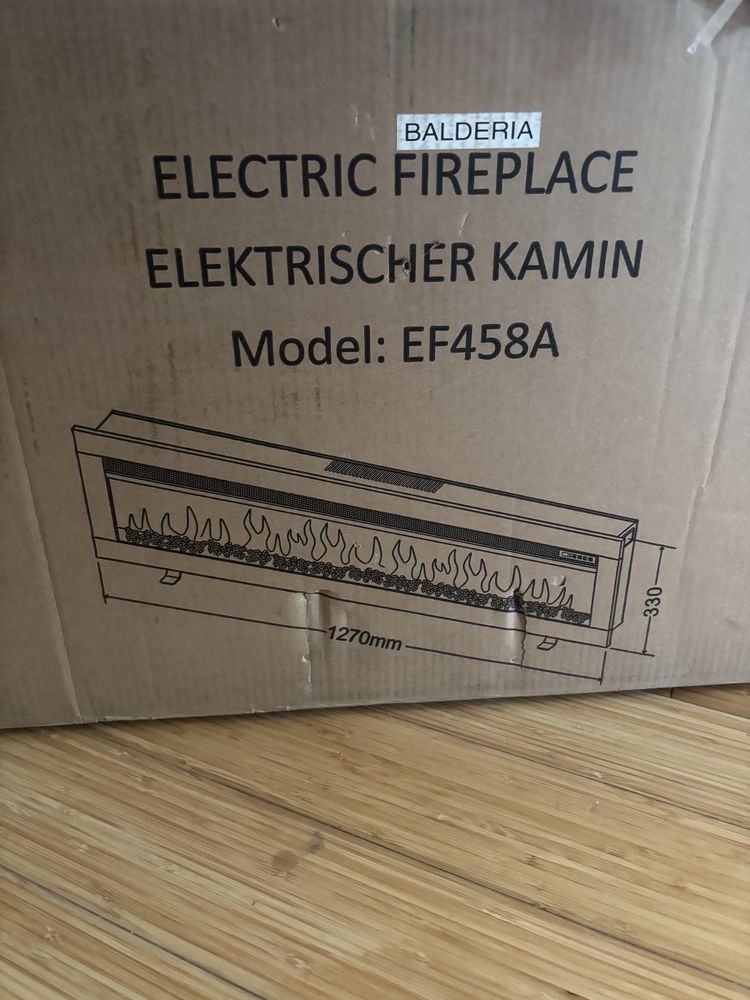 BALDERIA
ELECTRIC FIREPLACE
ELEKTRISCHER KAMIN
Model: EF458A
330
1270mm